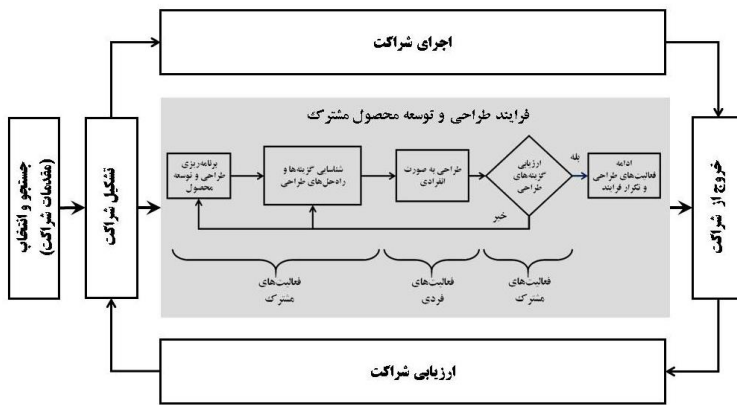 اجرای شراکت
فرایند طراحی و توسعه محصول مشترک
جستجو و انتخاب
(مقدمات شراکت)
تشکیل شراکت
برنامه‌ریزی
طراحی و توسعه
محصول
شناسایی گزینه‌ها و
راه‌حل‌های طراحی
طراحی به صورت
انفرادی
ارزیابی
گزینه‌های
طراحی
بله
خیر
ادامه
فعالیت‌های طراحی
و تکرار فرایند
خروج از شراکت
فعالیت‌های
مشترک
فعالیت‌های
فردی
فعالیت‌های
مشترک
ارزیابی شراکت